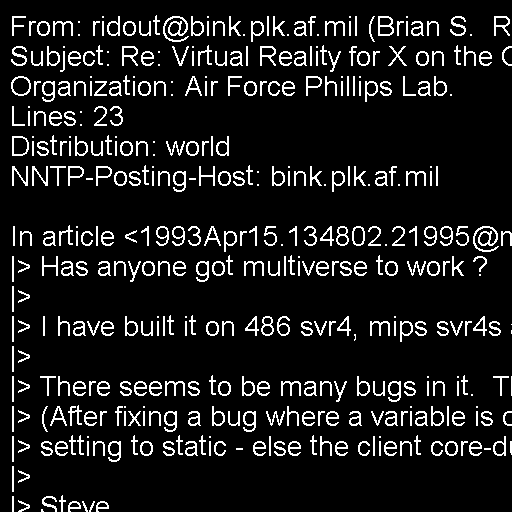 From: ridout@bink.plk.af.mil (Brian S.  R
Subject: Re: Virtual Reality for X on the
Organization: Air Force Phillips Lab.
Lines: 23
Distribution: world
NNTP-Posting-Host: bink.plk.af.mil

In article <1993Apr15.134802.21995@
|> Has anyone got multiverse to work ?
|>
|> I have built it on 486 svr4, mips svr4s
|>
|> There seems to be many bugs in it.  Th
|> (After fixing a bug where a variable is
|> setting to static - else the client core-d
|>
|> Steve